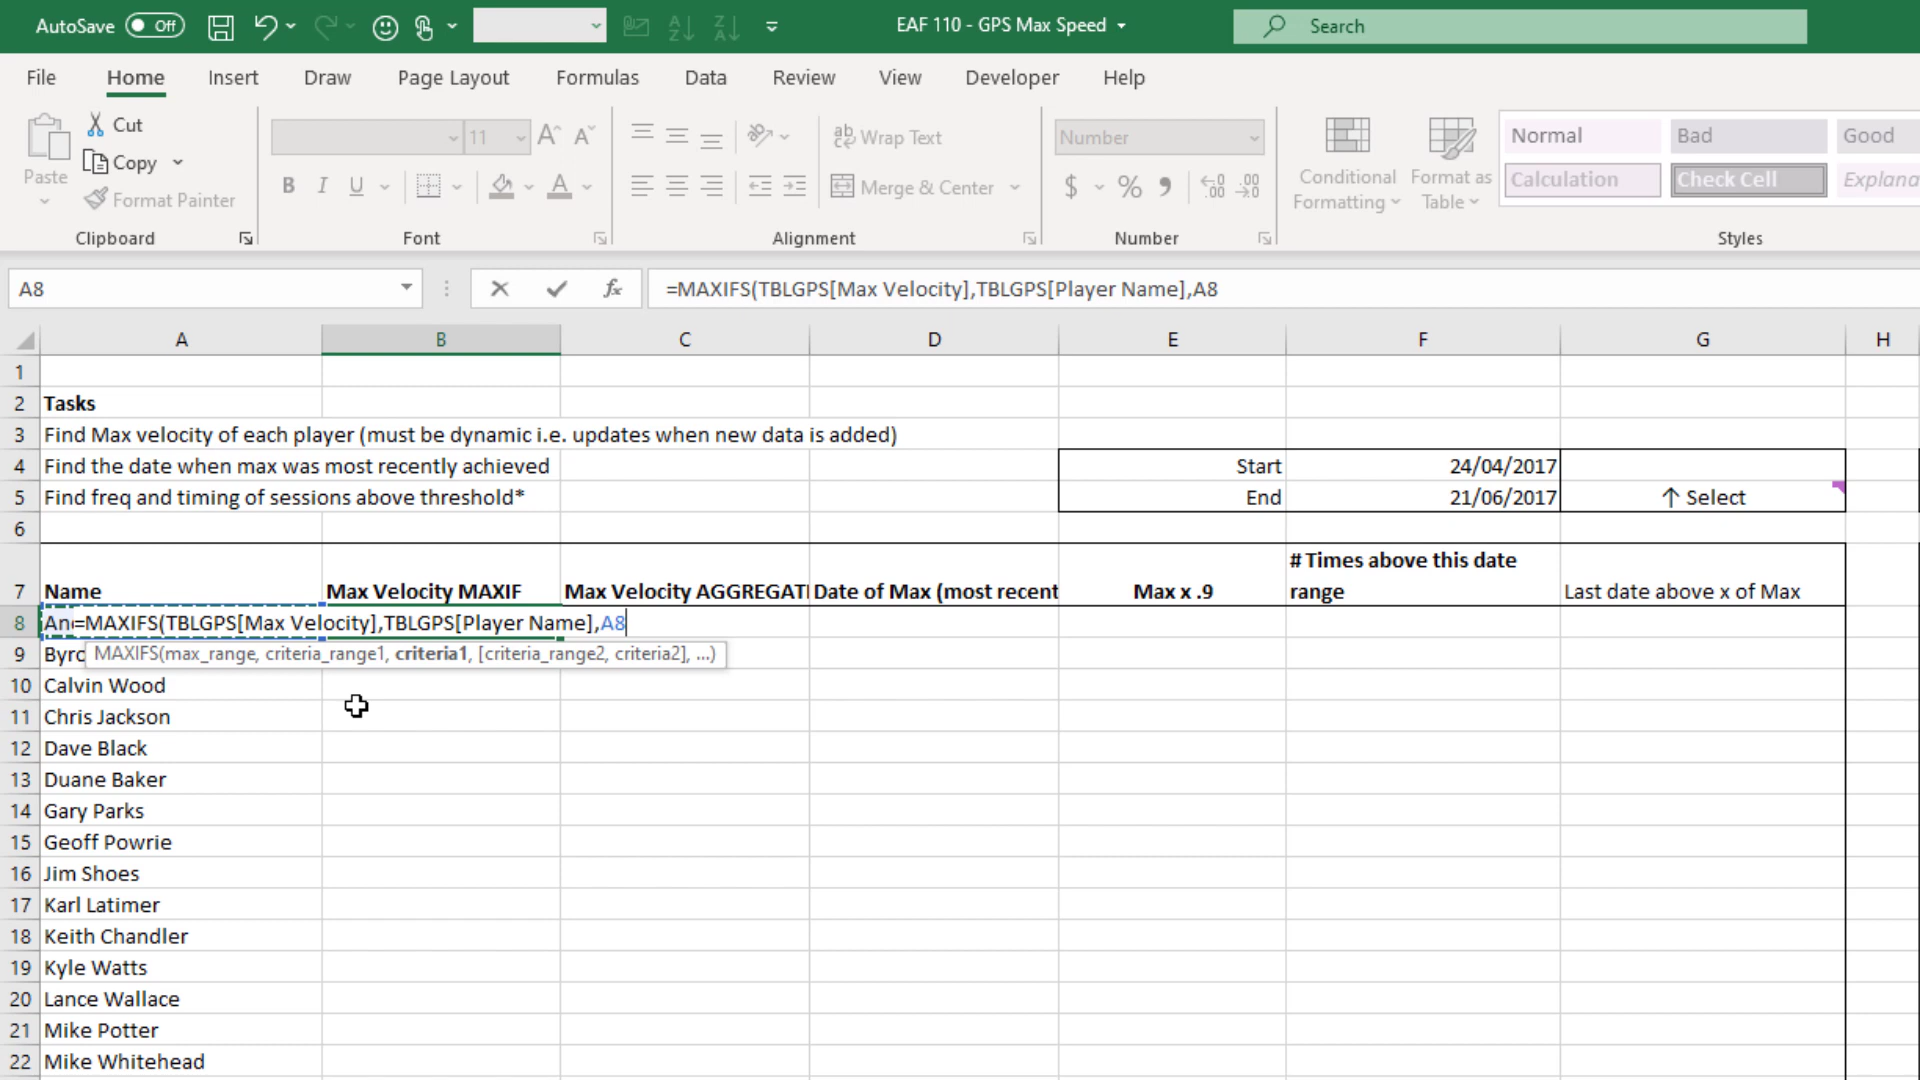 AutoSave Off EAF 110 - GPS Max Speed Search
File Home Insert Draw Page Layout Formulas Data Review View Developer Help
Paste Cut Copy Format Painter
Clipboard
11 A A
B I U A
Font
ab Wrap Text
Merge & Center
Alignment
Number
$ % 00 00
Number
Conditional Formatting
Format as Table
Normal Bad Good
Calculation Check Cell Explana
Styles
A8 fx =MAXIFS(TBLGPS[Max Velocity],TBLGPS[Player Name],A8
A B C D E F G H
1
2 Tasks
3 Find Max velocity of each player (must be dynamic i.e. updates when new data is added)
4 Find the date when max was most recently achieved Start 24/04/2017
5 Find freq and timing of sessions above threshold* End 21/06/2017 ↑ Select
6
# Times above this date
7 Name Max Velocity MAXIF Max Velocity AGGREGAT Date of Max (most recent Max x .9 range Last date above x of Max
8 An=MAXIFS(TBLGPS[Max Velocity],TBLGPS[Player Name],A8
9 Byro MAXIFS(max_range, criteria_range1, criteria1, [criteria_range2, criteria2], ...)
10 Calvin Wood
11 Chris Jackson
12 Dave Black
13 Duane Baker
14 Gary Parks
15 Geoff Powrie
16 Jim Shoes
17 Karl Latimer
18 Keith Chandler
19 Kyle Watts
20 Lance Wallace
21 Mike Potter
22 Mike Whitehead